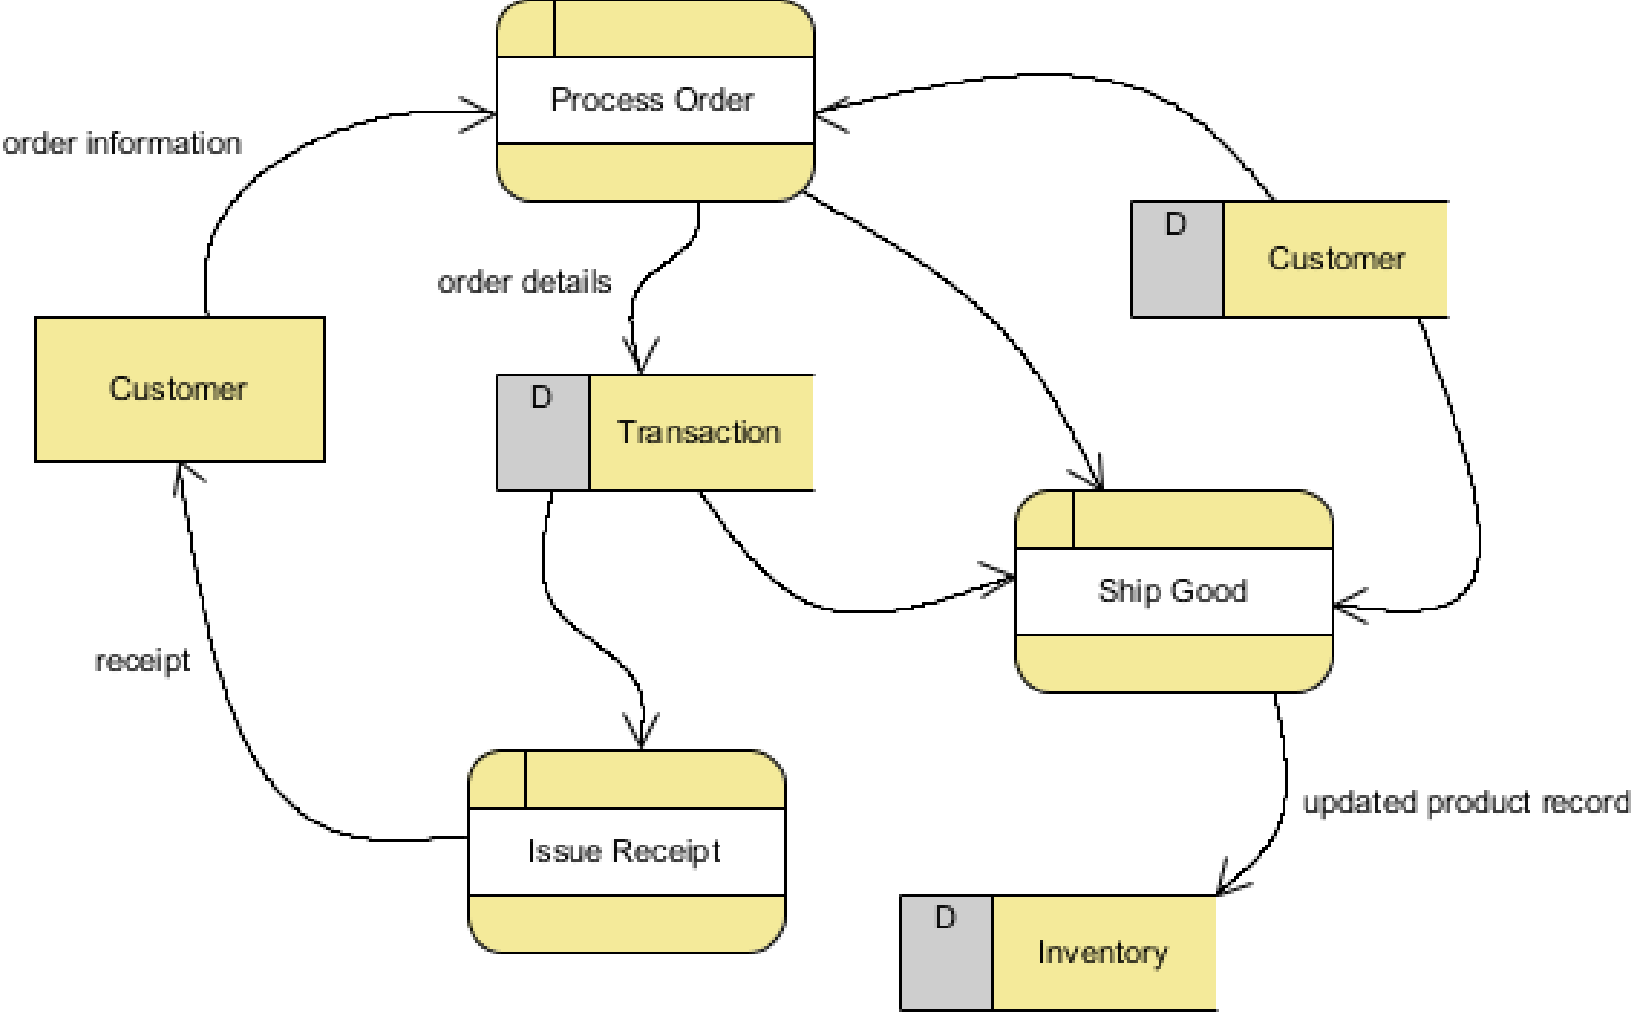 Process Order
order information
D
Customer
order details
Customer
D
Transaction
Ship Good
receipt
updated product record
Issue Receipt
D
Inventory